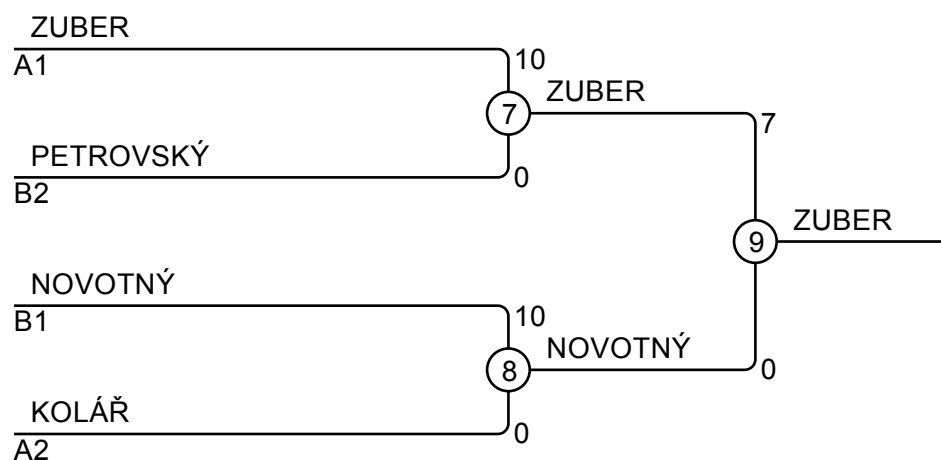 ZUBER
A1
10
7
ZUBER
7
PETROVSKÝ
B2
0
9
ZUBER
NOVOTNÝ
B1
10
8
NOVOTNÝ
0
KOLÁŘ
A2
0